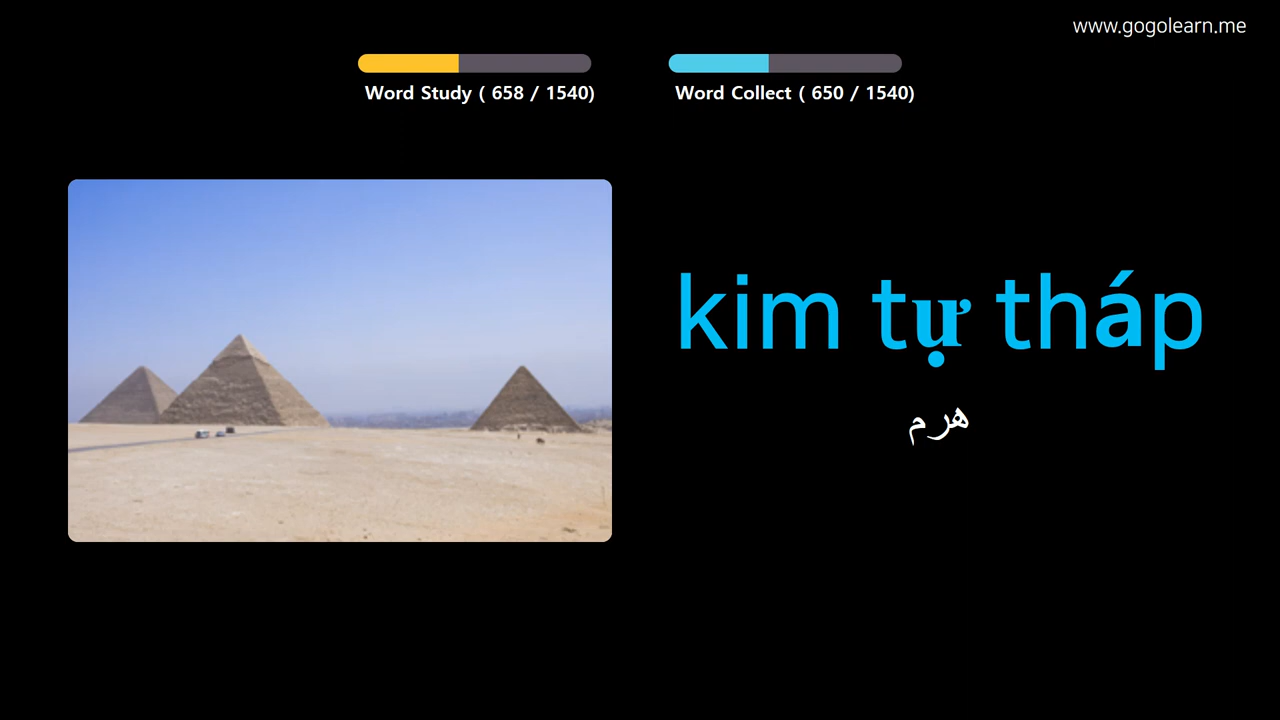 www.gogolearn.me
Word Study ( 658 / 1540)
Word Collect ( 650 / 1540)
kim tự tháp
هرم